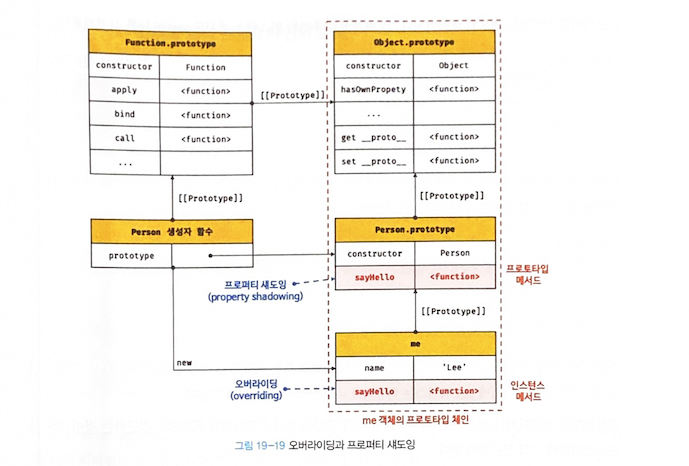 Function.prototype
constructor Function
apply <function>
bind <function>
call <function>
...
[[Prototype]]
Object.prototype
constructor Object
hasOwnPropety <function>
...
get __proto__ <function>
set __proto__ <function>
[[Prototype]]
[[Prototype]]
Person 생성자 함수
prototype
Person.prototype
constructor Person
sayHello <function>
프로퍼티 섀도잉
(property shadowing)
프로토타입
메서드
[[Prototype]]
new
me
name 'Lee'
sayHello <function>
오버라이딩
(overriding)
인스턴스
메서드
me 객체의 프로토타입 체인
그림 19-19 오버라이딩과 프로퍼티 섀도잉